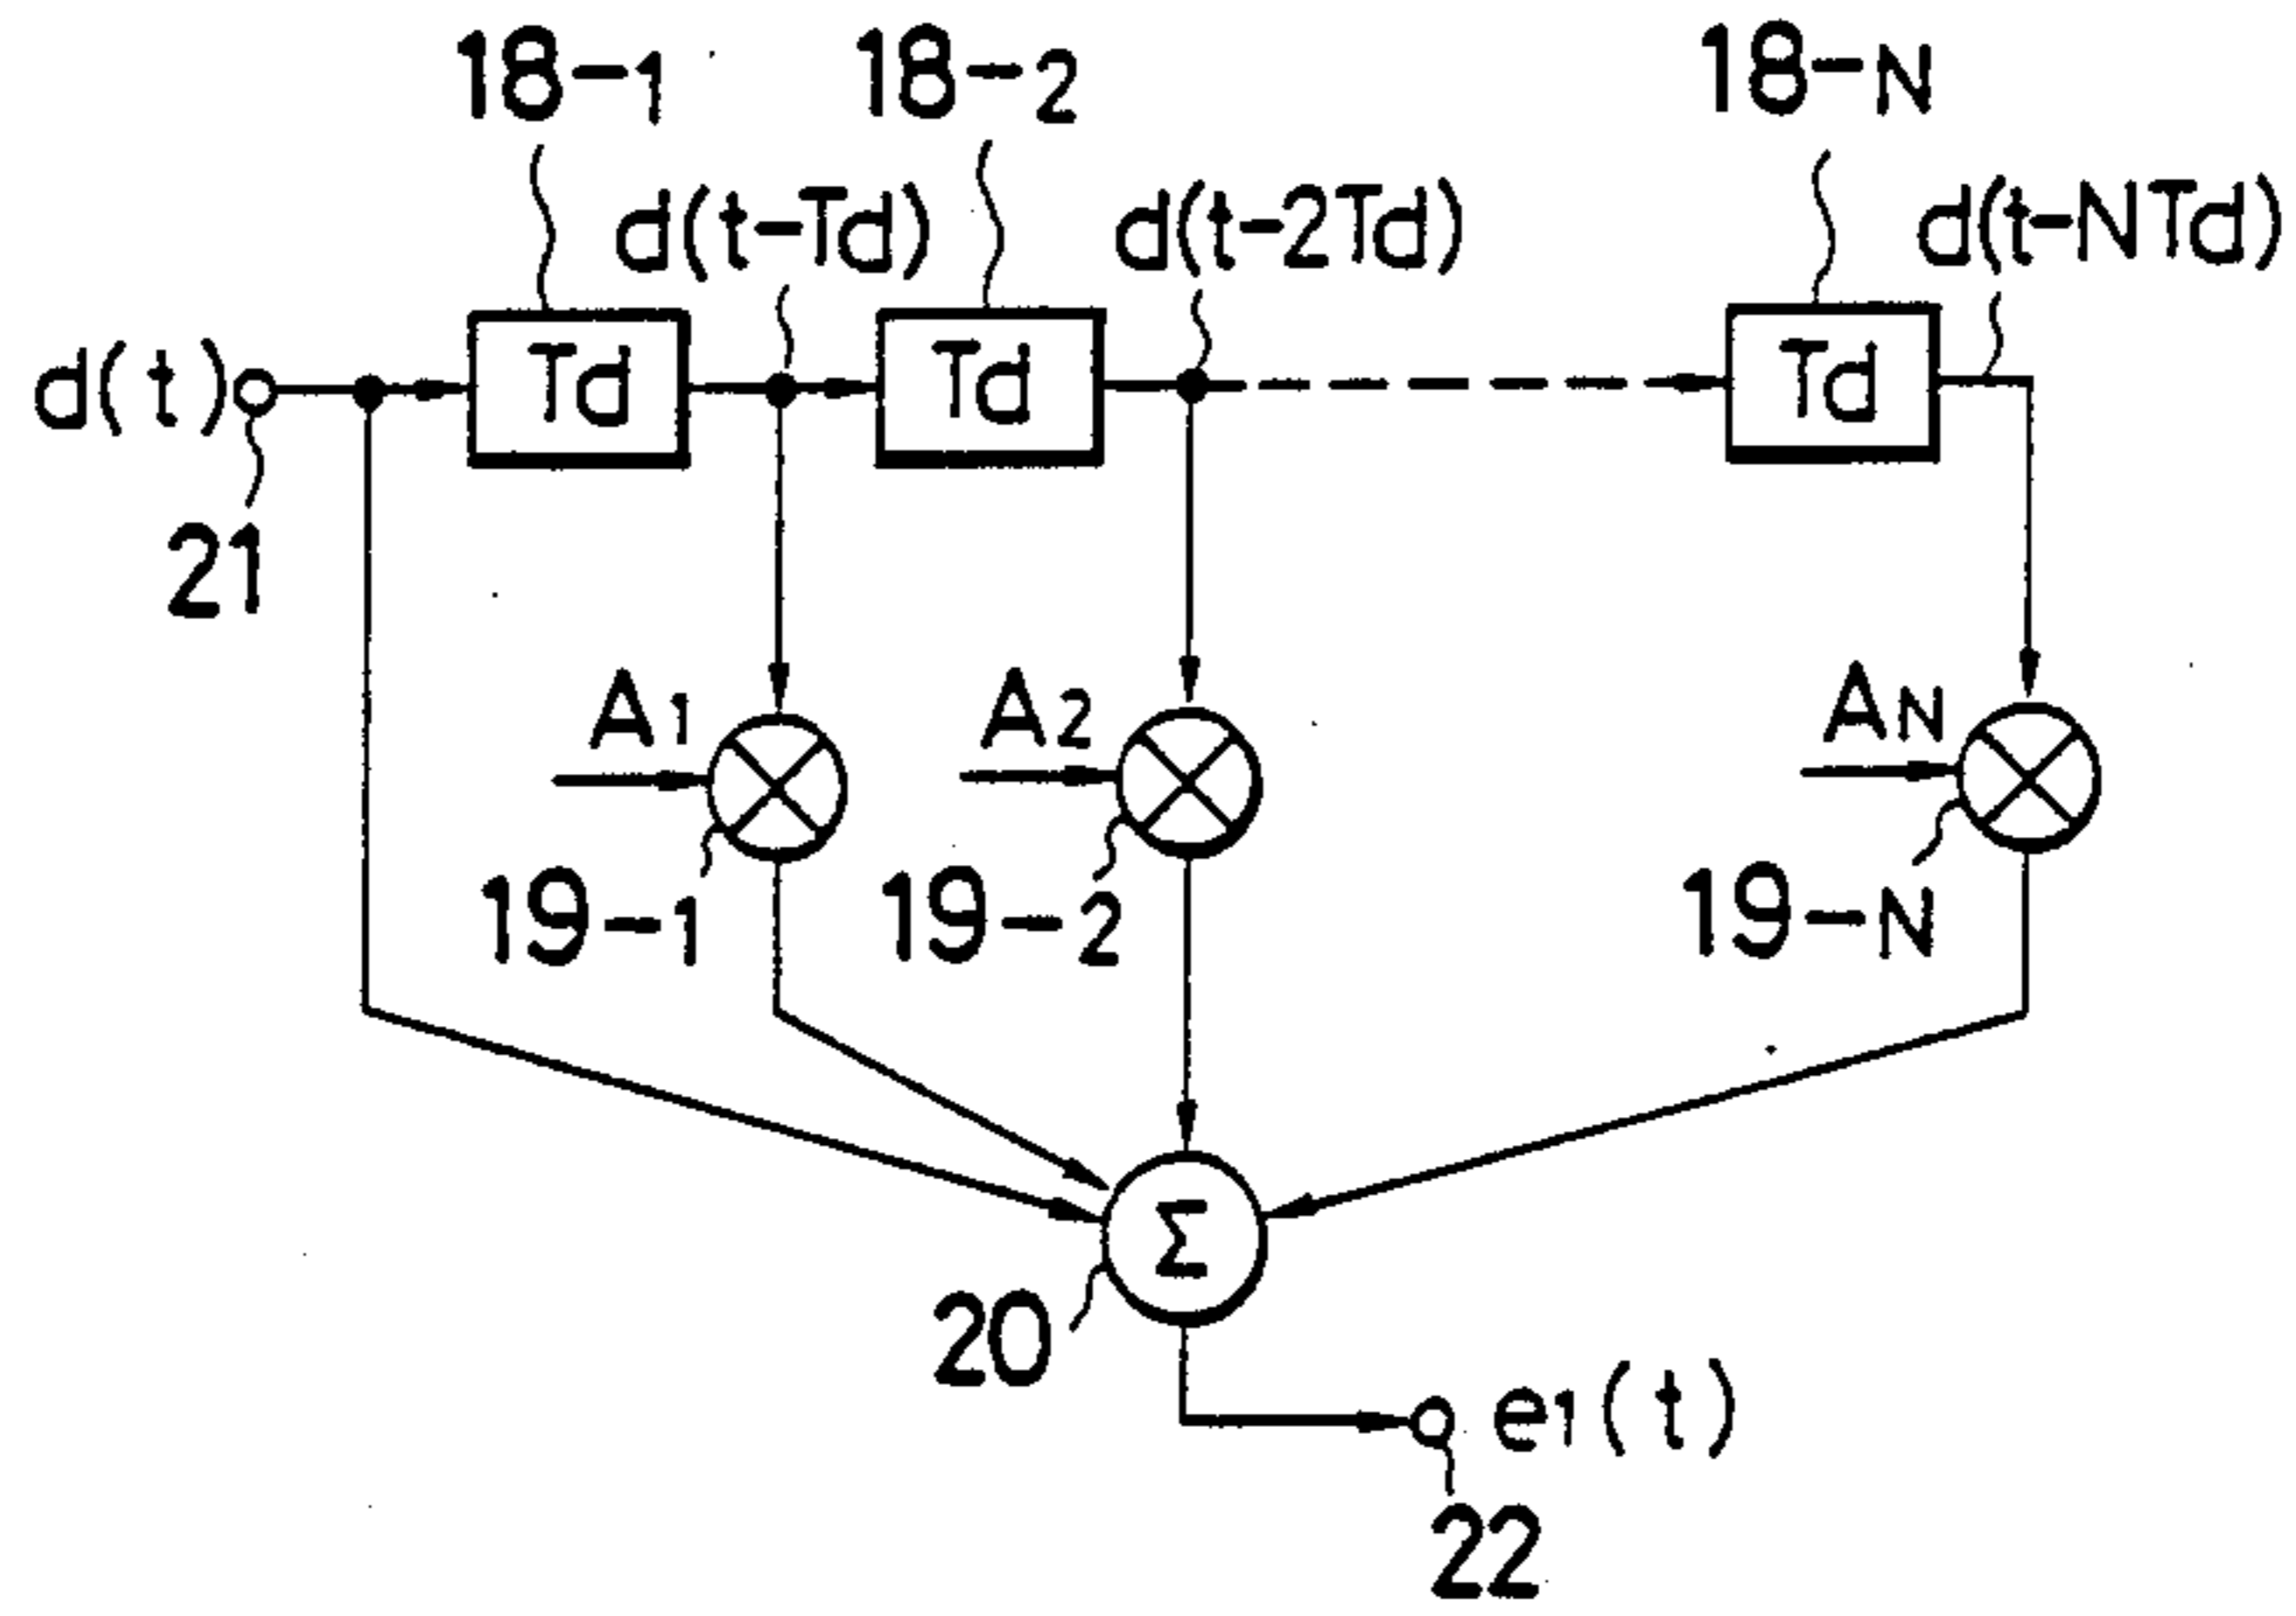 18-1 18-2 18-N
d(t-Td) d(t-2Td) d(t-NTd)
d(t) Td Td Td
21
A1 A2 AN
19-1 19-2 19-N
Σ
20
e1(t)
22